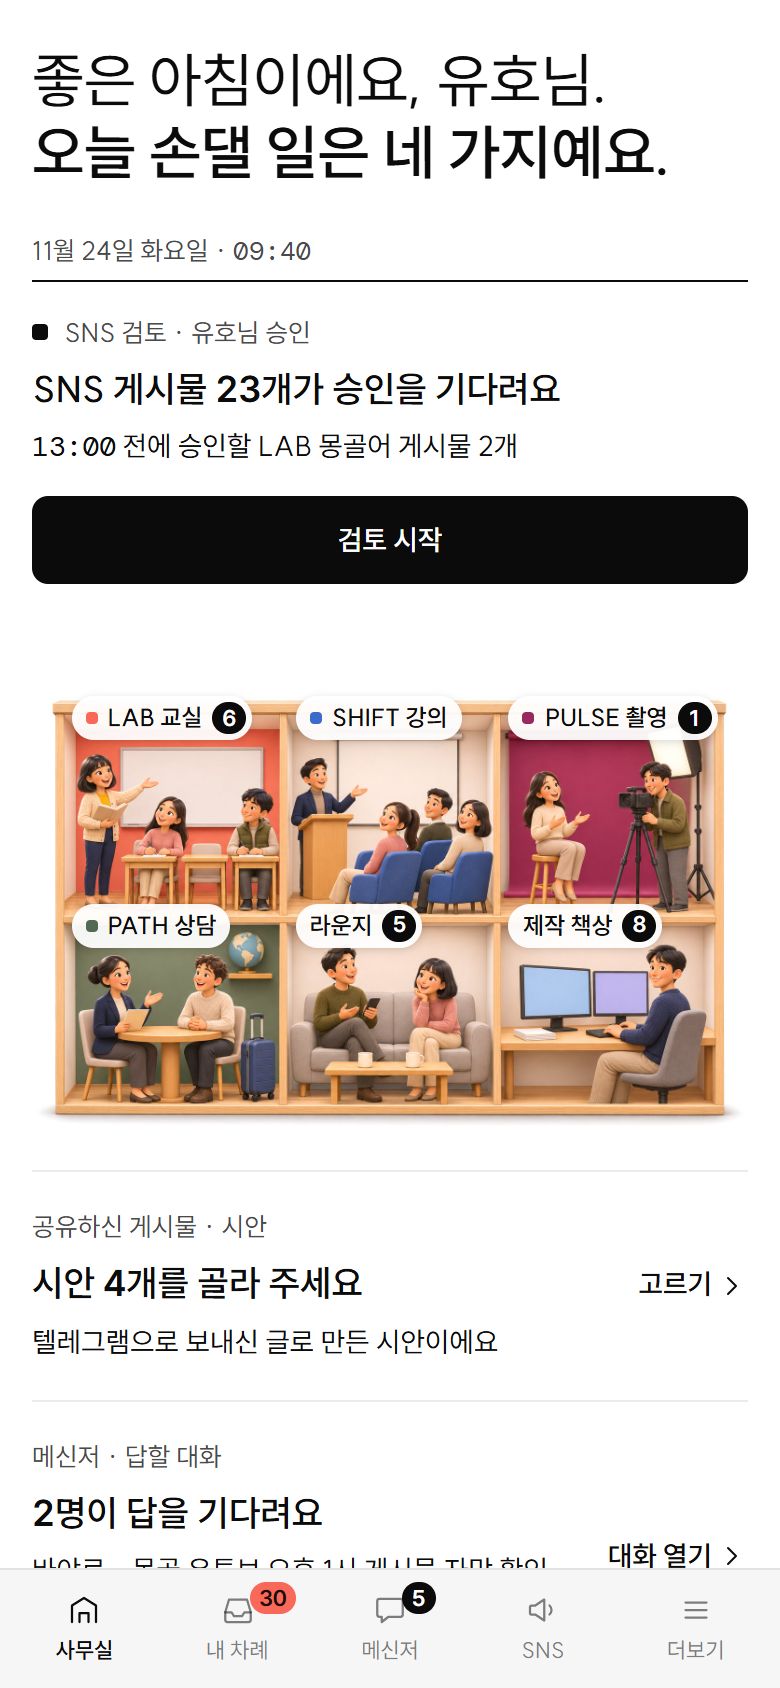 좋은 아침이에요, 유호님.
오늘 손댈 일은 네 가지예요.
11월 24일 화요일 · 09:40
SNS 검토 · 유호님 승인
SNS 게시물 23개가 승인을 기다려요
13:00 전에 승인할 LAB 몽골어 게시물 2개
검토 시작
LAB 교실 6
SHIFT 강의
PULSE 촬영 1
PATH 상담
라운지 5
제작 책상 8
공유하신 게시물 · 시안
시안 4개를 골라 주세요
고르기
텔레그램으로 보내신 글로 만든 시안이에요
메신저 · 답할 대화
2명이 답을 기다려요
대화 열기
30
5
사무실
내 차례
메신저
SNS
더보기